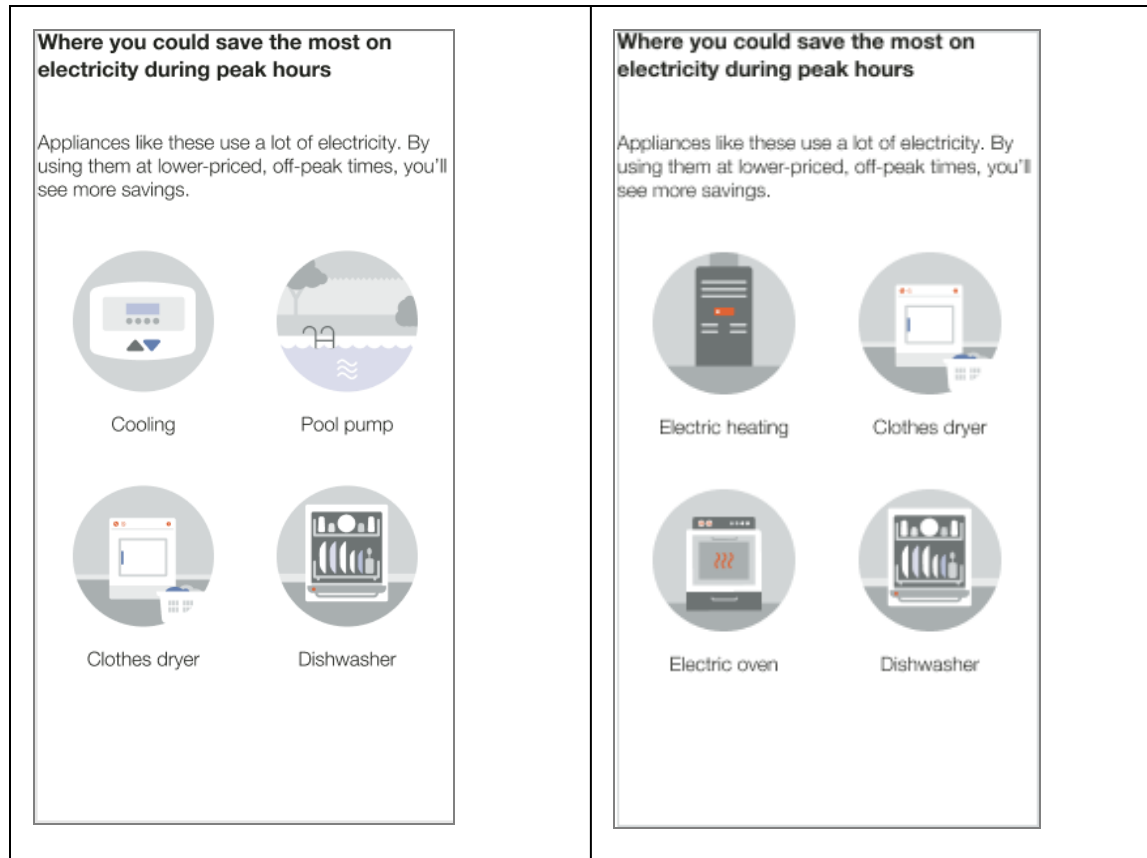 Where you could save the most on
electricity during peak hours
Appliances like these use a lot of electricity. By
using them at lower-priced, off-peak times, you'll
see more savings.
Cooling
Pool pump
Clothes dryer
Dishwasher
Where you could save the most on
electricity during peak hours
Appliances like these use a lot of electricity. By
using them at lower-priced, off-peak times, you'll
see more savings.
Electric heating
Clothes dryer
Electric oven
Dishwasher